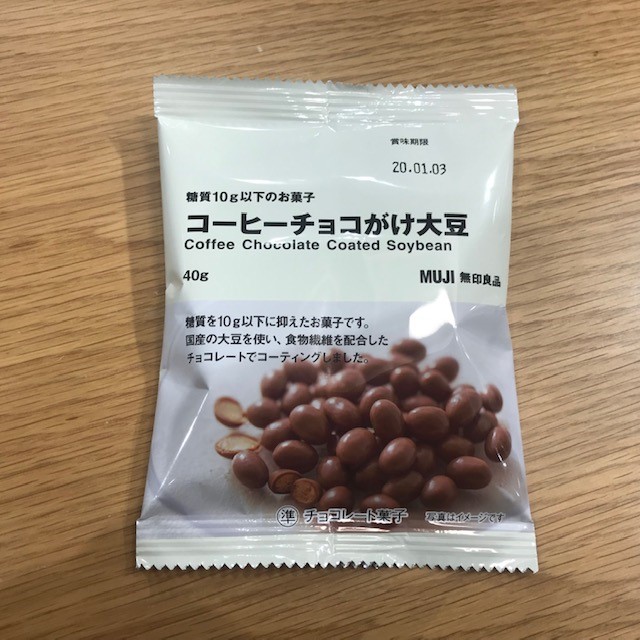 賞味期限
20.01.03
糖質10g以下のお菓子
コーヒーチョコがけ大豆
Coffee Chocolate Coated Soybean
40g
MUJI 無印良品
糖質を10g以下に抑えたお菓子です。
国産の大豆を使い、食物繊維を配合した
チョコレートでコーティングしました。
準 チョコレート菓子
写真はイメージです